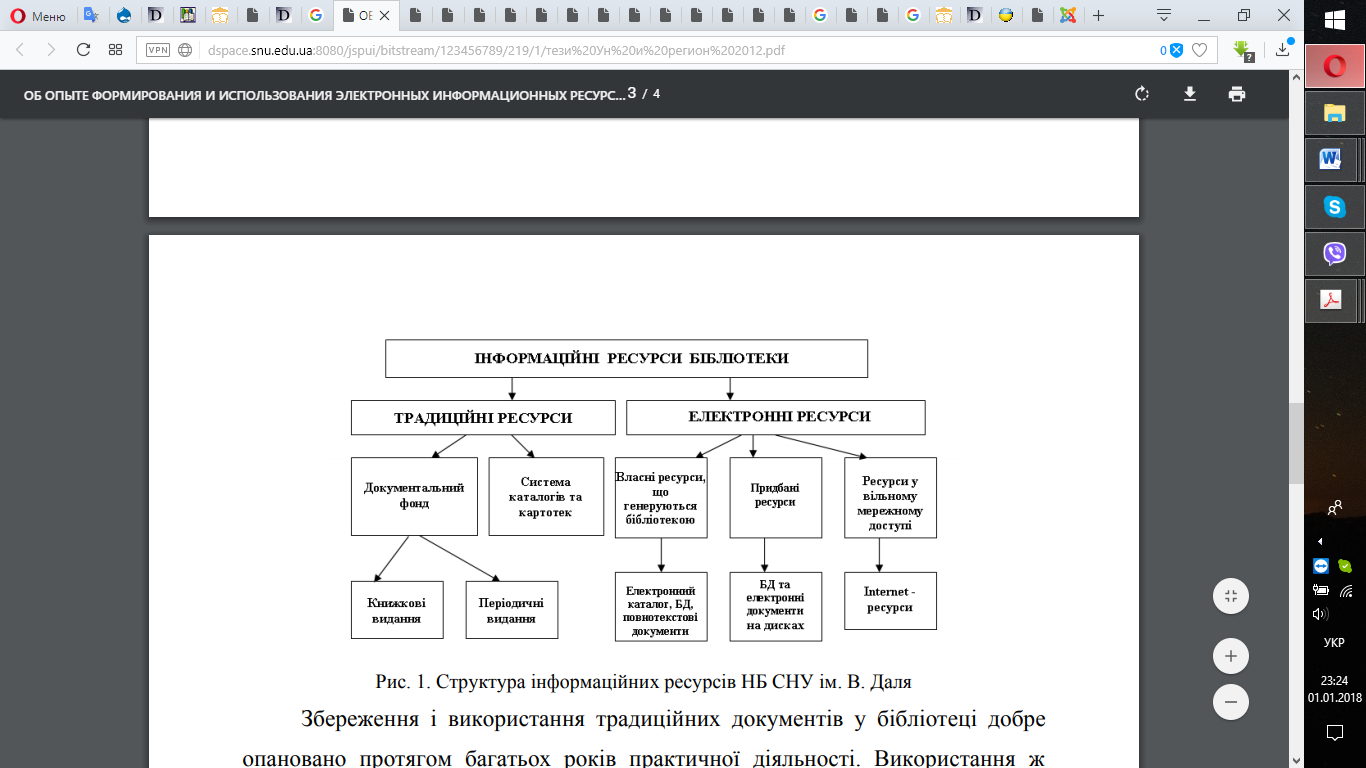 Меню
ОЕ
VPN
dspace.snu.edu.ua:8080/jspui/bitstream/123456789/219/1/тези%20Ун%20и%20регион%202012.pdf
0
?
ОБ ОПЫТЕ ФОРМИРОВАНИЯ И ИСПОЛЬЗОВАНИЯ ЭЛЕКТРОННЫХ ИНФОРМАЦИОННЫХ РЕСУРС...
3 / 4
ІНФОРМАЦІЙНІ РЕСУРСИ БІБЛІОТЕКИ
ТРАДИЦІЙНІ РЕСУРСИ
ЕЛЕКТРОННІ РЕСУРСИ
Документальний
фонд
Система
каталогів та
картотек
Власні ресурси,
що
генеруються
бібліотекою
Придбані
ресурси
Ресурси у
вільному
мережному
доступі
Книжкові
видання
Періодичні
видання
Електронний
каталог, БД,
повнотекстові
документи
БД та
електронні
документи
на дисках
Internet -
ресурси
Рис. 1. Структура інформаційних ресурсів НБ СНУ ім. В. Даля
Збереження і використання традиційних документів у бібліотеці добре
опановано протягом багатьох років практичної діяльності. Використання ж
УКР
23:24
01.01.2018